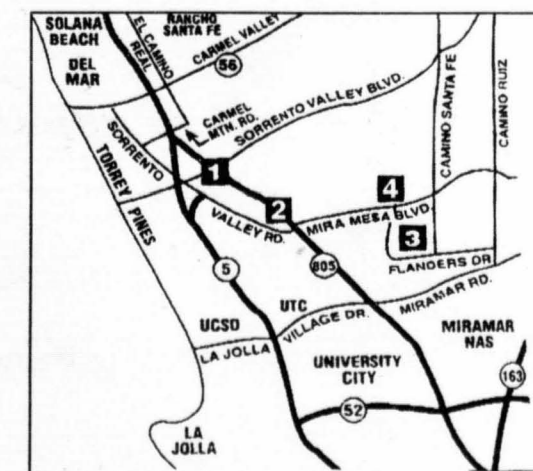 SOLANA
BEACH
DEL
MAR
EL CAMINO
REAL
RANCHO
SANTA FE
CARMEL VALLEY
56
CARMEL
MTN. RD.
SORRENTO VALLEY BLVD.
CAMINO SANTA FE
CAMINO RUIZ
SORRENTO
VALLEY RD.
TORREY PINES
1
2
4
MIRA MESA BLVD.
3
FLANDERS DR
5
805
UCSD
UTC
LA JOLLA
VILLAGE DR.
MIRAMAR RD.
MIRAMAR
NAS
UNIVERSITY
CITY
163
52
LA
JOLLA